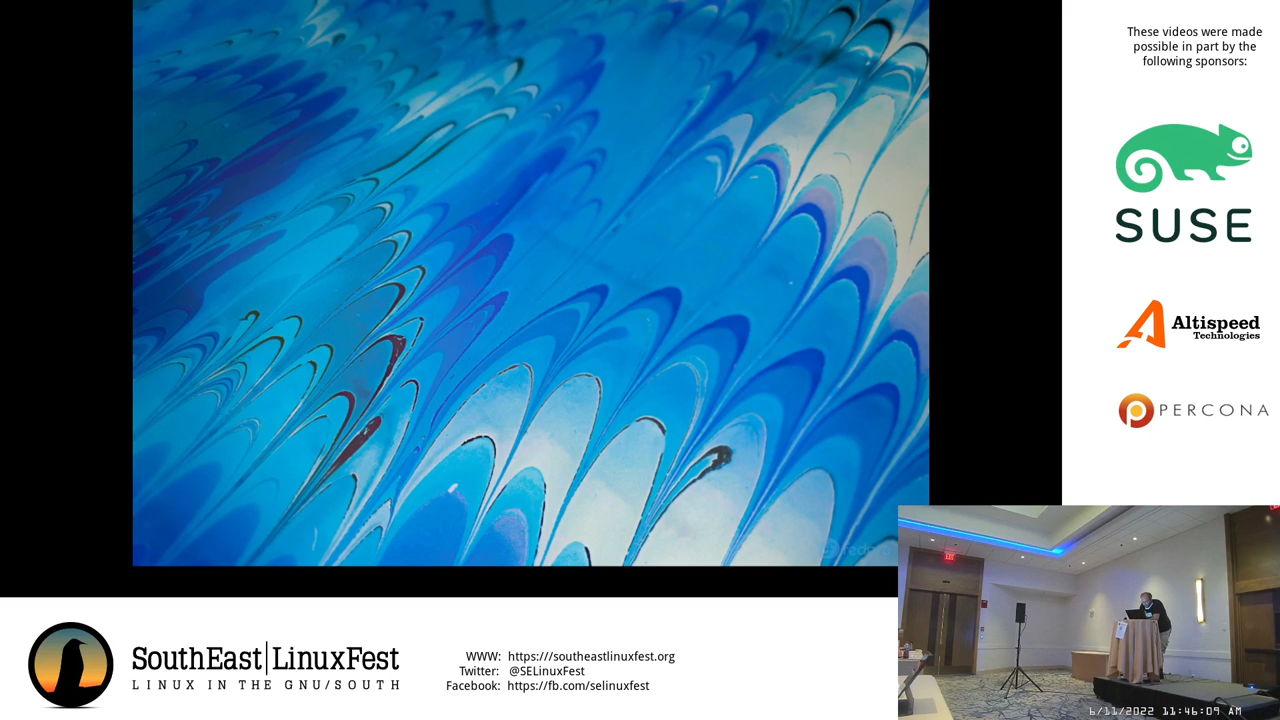 These videos were made
possible in part by the
following sponsors:
SUSE
Altispeed
Technologies
PERCONA
SouthEast LinuxFest
LINUX IN THE GNU/SOUTH
WWW: https:///southeastlinuxfest.org
Twitter: @SELinuxFest
Facebook: https://fb.com/selinuxfest
6/11/2022 11:46:09 AM